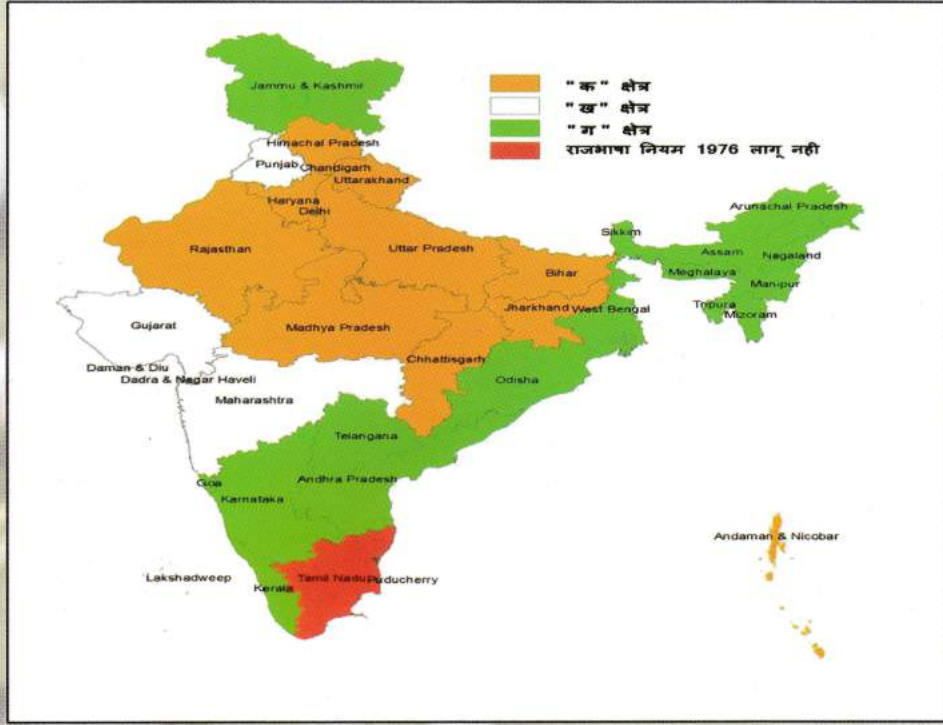 Jammu & Kashmir
"क" क्षेत्र
"ख" क्षेत्र
"ग" क्षेत्र
राजभाषा नियम 1976 लागू नही
Himachal Pradesh
Punjab
Chandigarh
Uttarakhand
Haryana
Delhi
Arunachal Pradesh
Sikkim
Rajasthan
Uttar Pradesh
Assam
Nagaland
Bihar
Meghalaya
Manipur
Jharkhand
West Bengal
Tripura
Mizoram
Gujarat
Madhya Pradesh
Chhattisgarh
Daman & Diu
Dadra & Nagar Haveli
Odisha
Maharashtra
Telangana
Goa
Andhra Pradesh
Karnataka
Andaman & Nicobar
Lakshadweep
Kerala
Tamil Nadu
Puducherry